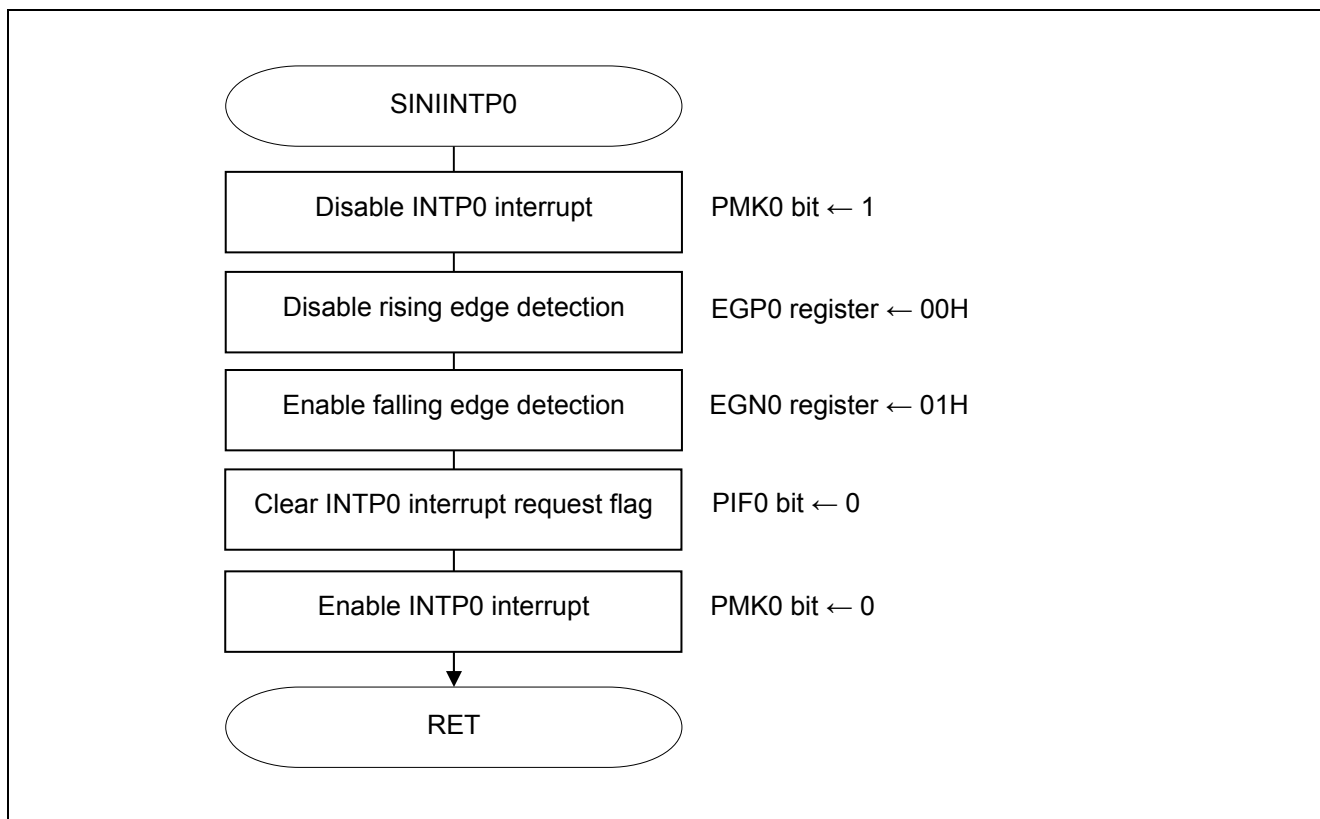 SINIINTP0
Disable INTP0 interrupt PMK0 bit ← 1
Disable rising edge detection EGP0 register ← 00H
Enable falling edge detection EGN0 register ← 01H
Clear INTP0 interrupt request flag PIF0 bit ← 0
Enable INTP0 interrupt PMK0 bit ← 0
RET